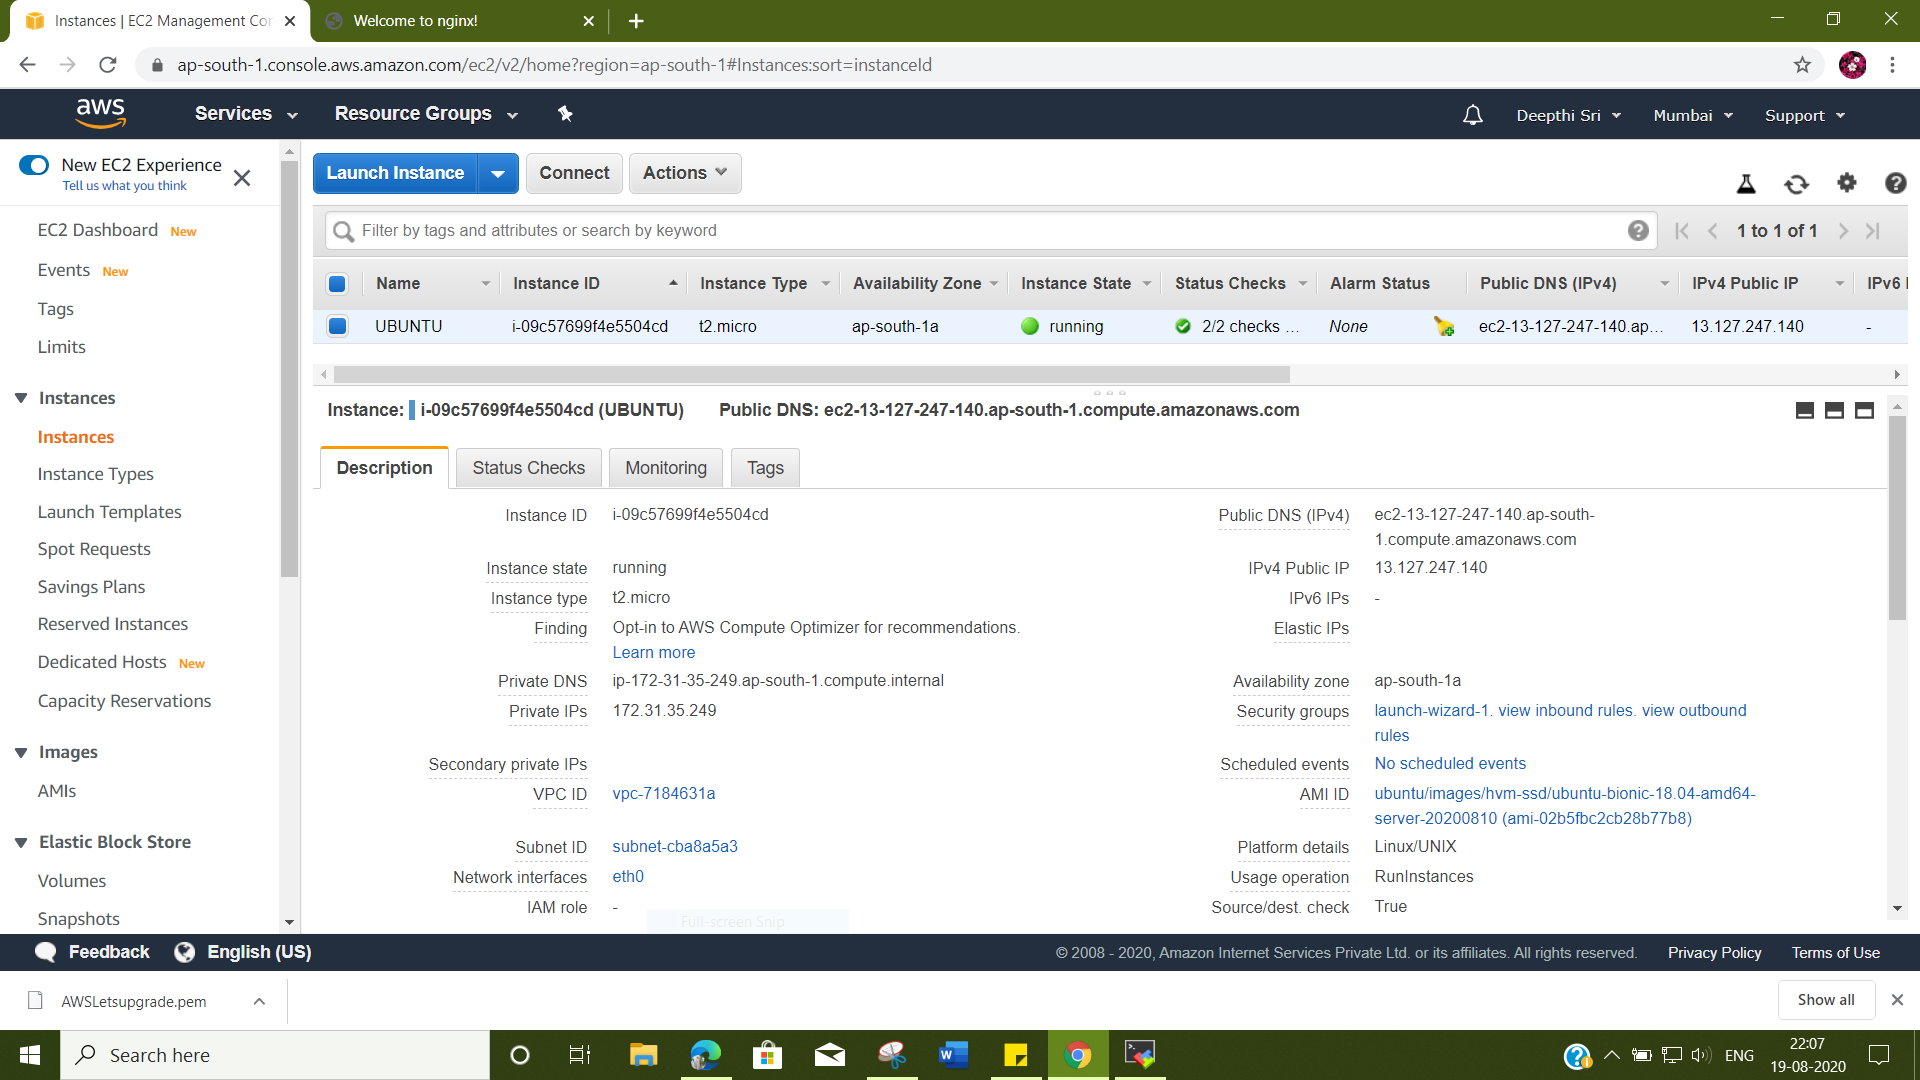 Instances | EC2 Management Con
Welcome to nginx!
ap-south-1.console.aws.amazon.com/ec2/v2/home?region=ap-south-1#Instances:sort=instanceId
aws
Services
Resource Groups
Deepthi Sri
Mumbai
Support
New EC2 Experience
Tell us what you think
EC2 Dashboard New
Events New
Tags
Limits
Instances
Instances
Instance Types
Launch Templates
Spot Requests
Savings Plans
Reserved Instances
Dedicated Hosts New
Capacity Reservations
Images
AMIs
Elastic Block Store
Volumes
Snapshots
Launch Instance
Connect
Actions
Filter by tags and attributes or search by keyword
1 to 1 of 1
Name Instance ID Instance Type Availability Zone Instance State Status Checks Alarm Status Public DNS (IPv4) IPv4 Public IP IPv6 I
UBUNTU i-09c57699f4e5504cd t2.micro ap-south-1a running 2/2 checks ... None ec2-13-127-247-140.ap... 13.127.247.140 -
Instance: i-09c57699f4e5504cd (UBUNTU) Public DNS: ec2-13-127-247-140.ap-south-1.compute.amazonaws.com
Description Status Checks Monitoring Tags
Instance ID i-09c57699f4e5504cd
Instance state running
Instance type t2.micro
Finding Opt-in to AWS Compute Optimizer for recommendations.
Learn more
Private DNS ip-172-31-35-249.ap-south-1.compute.internal
Private IPs 172.31.35.249
Secondary private IPs
VPC ID vpc-7184631a
Subnet ID subnet-cba8a5a3
Network interfaces eth0
IAM role -
Public DNS (IPv4) ec2-13-127-247-140.ap-south-
1.compute.amazonaws.com
IPv4 Public IP 13.127.247.140
IPv6 IPs -
Elastic IPs
Availability zone ap-south-1a
Security groups launch-wizard-1. view inbound rules. view outbound
rules
Scheduled events No scheduled events
AMI ID ubuntu/images/hvm-ssd/ubuntu-bionic-18.04-amd64-
server-20200810 (ami-02b5fbc2cb28b77b8)
Platform details Linux/UNIX
Usage operation RunInstances
Source/dest. check True
Full-screen Snip
Feedback
English (US)
© 2008 - 2020, Amazon Internet Services Private Ltd. or its affiliates. All rights reserved.
Privacy Policy
Terms of Use
AWSLetsupgrade.pem
Show all
Search here
ENG
22:07
19-08-2020